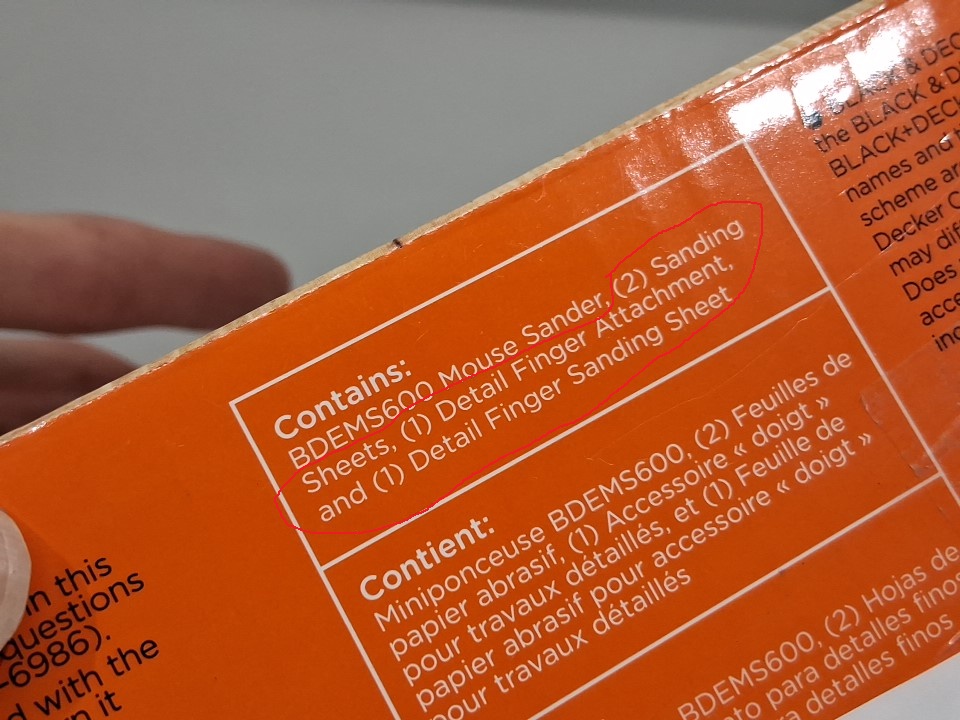 Contains:
BDEMS600 Mouse Sander, (2) Sanding
Sheets, (1) Detail Finger Attachment,
and (1) Detail Finger Sanding Sheet
Contient:
Miniponceuse BDEMS600, (2) Feuilles de
papier abrasif, (1) Accessoire « doigt »
pour travaux détaillés, et (1) Feuille de
papier abrasif pour accessoire « doigt »
pour travaux détaillés
BDEMS600, (2) Hojas de
para detalles finos
detalles finos
BLACK & DEC
the BLACK & D
BLACK+DECK
names and
scheme ar
Decker C
may dif
Does
acce
inc
in this
questions
-6986).
d with the
it